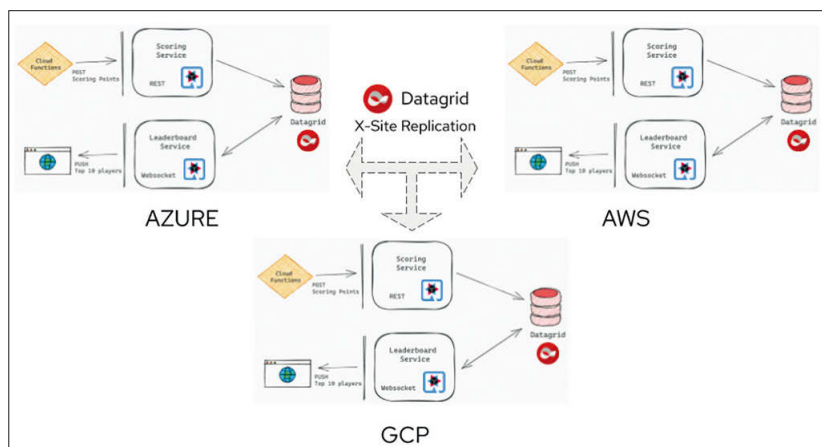 Cloud
Functions
POST
Scoring Points
Scoring
Service
REST
Datagrid
Leaderboard
Service
Websocket
PUSH
Top 10 players
AZURE
Datagrid
X-Site Replication
Cloud
Functions
POST
Scoring Points
Scoring
Service
REST
Datagrid
Leaderboard
Service
Websocket
PUSH
Top 10 players
AWS
Cloud
Functions
POST
Scoring Points
Scoring
Service
REST
Datagrid
Leaderboard
Service
Websocket
PUSH
Top 10 players
GCP